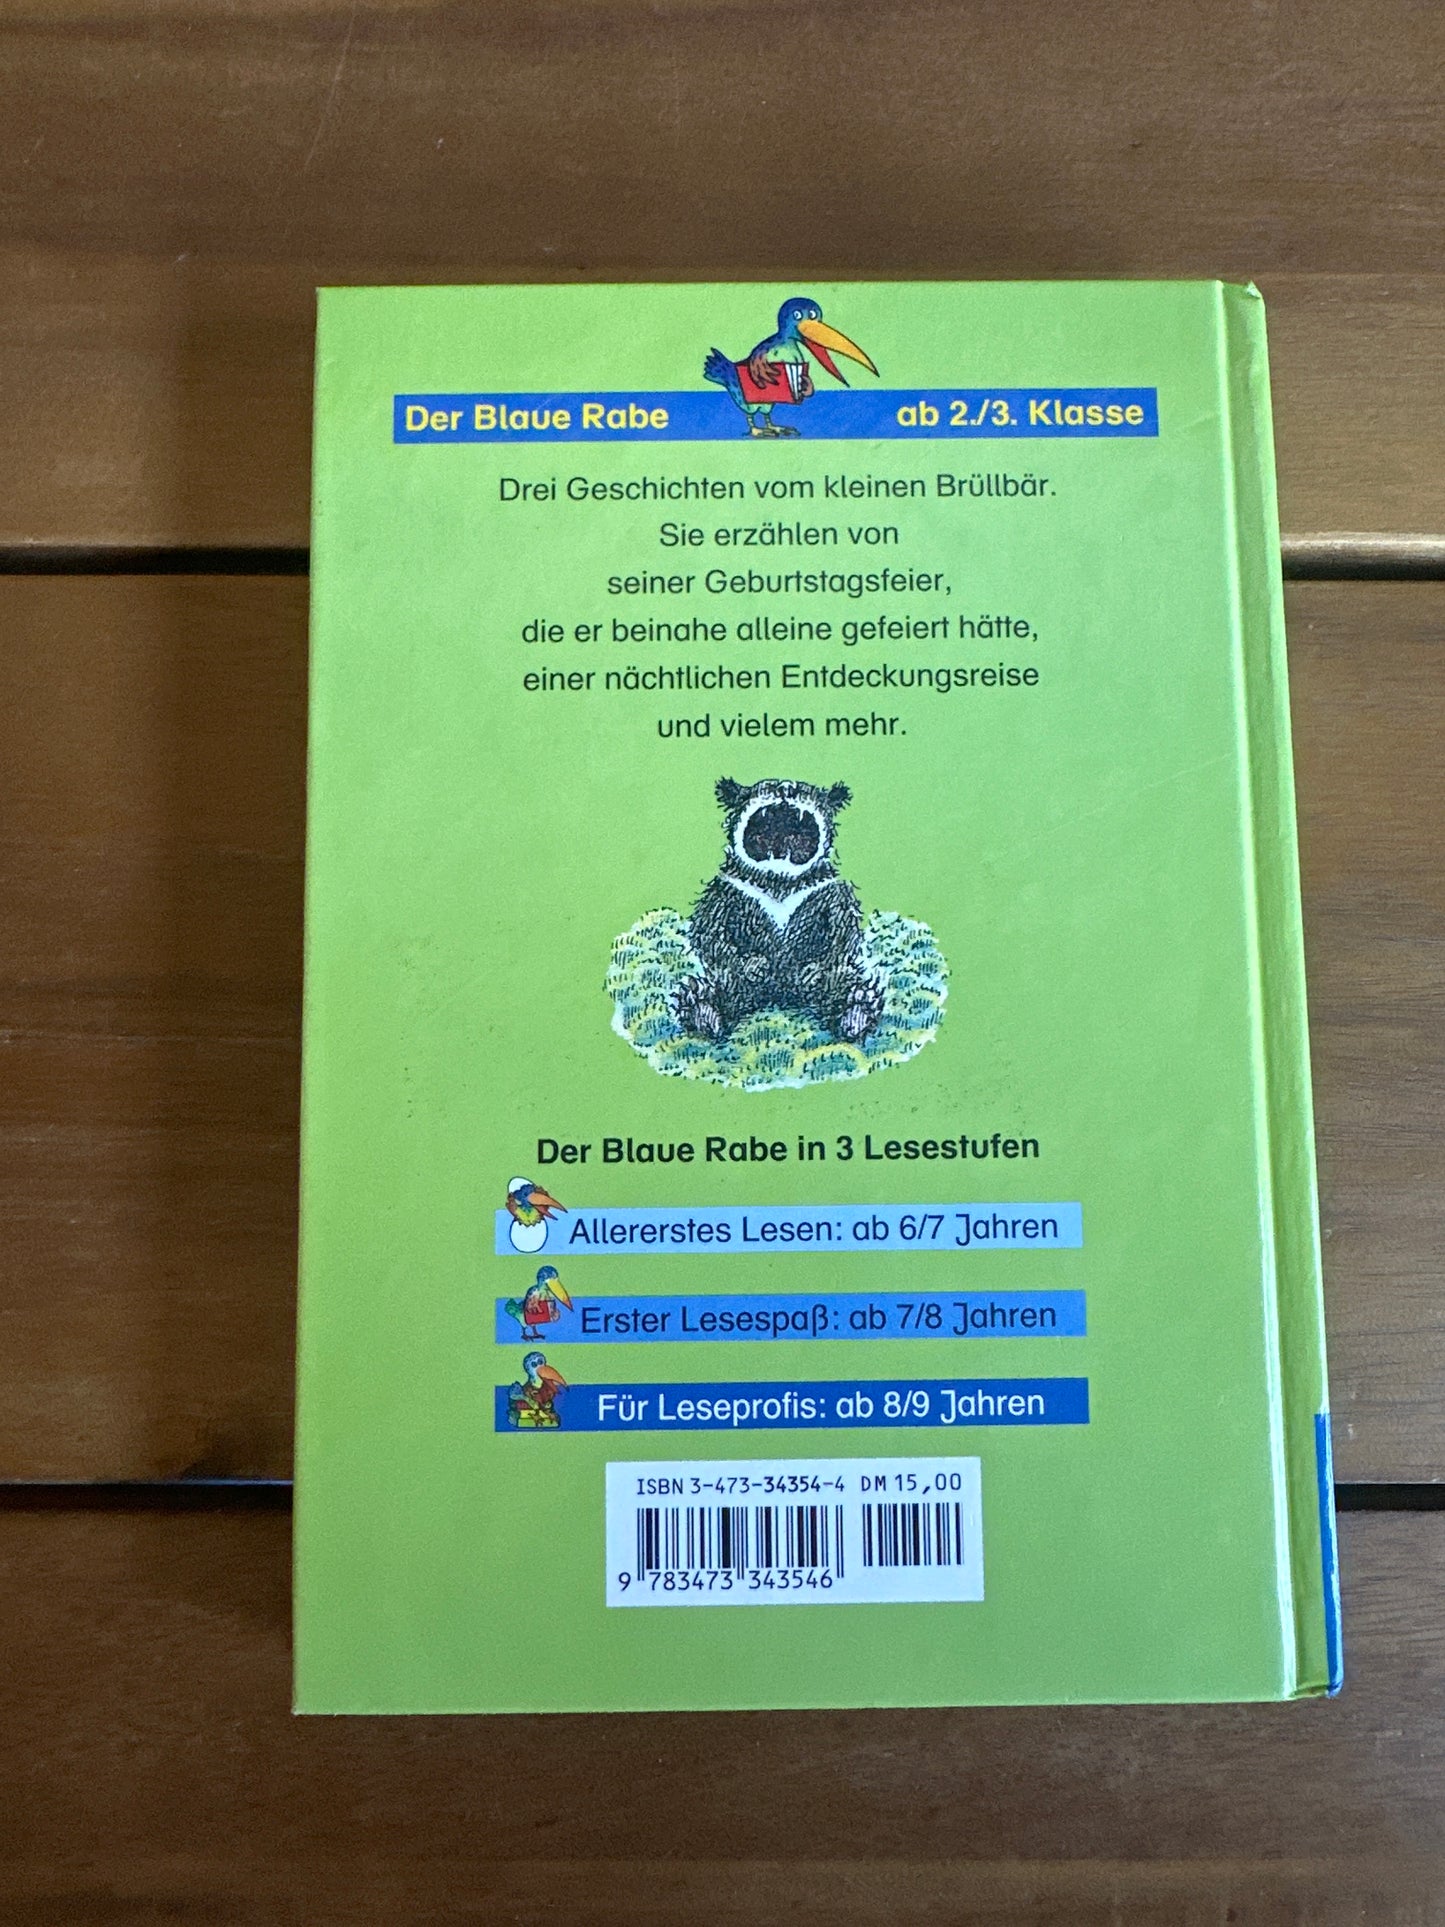 Der Blaue Rabe ab 2./3. Klasse
Drei Geschichten vom kleinen Brüllbär.
Sie erzählen von
seiner Geburtstagsfeier,
die er beinahe alleine gefeiert hätte,
einer nächtlichen Entdeckungsreise
und vielem mehr.
Der Blaue Rabe in 3 Lesestufen
Allererstes Lesen: ab 6/7 Jahren
Erster Lesespaß: ab 7/8 Jahren
Für Leseprofis: ab 8/9 Jahren
ISBN 3-473-34354-4 DM 15,00
9 783473 343546